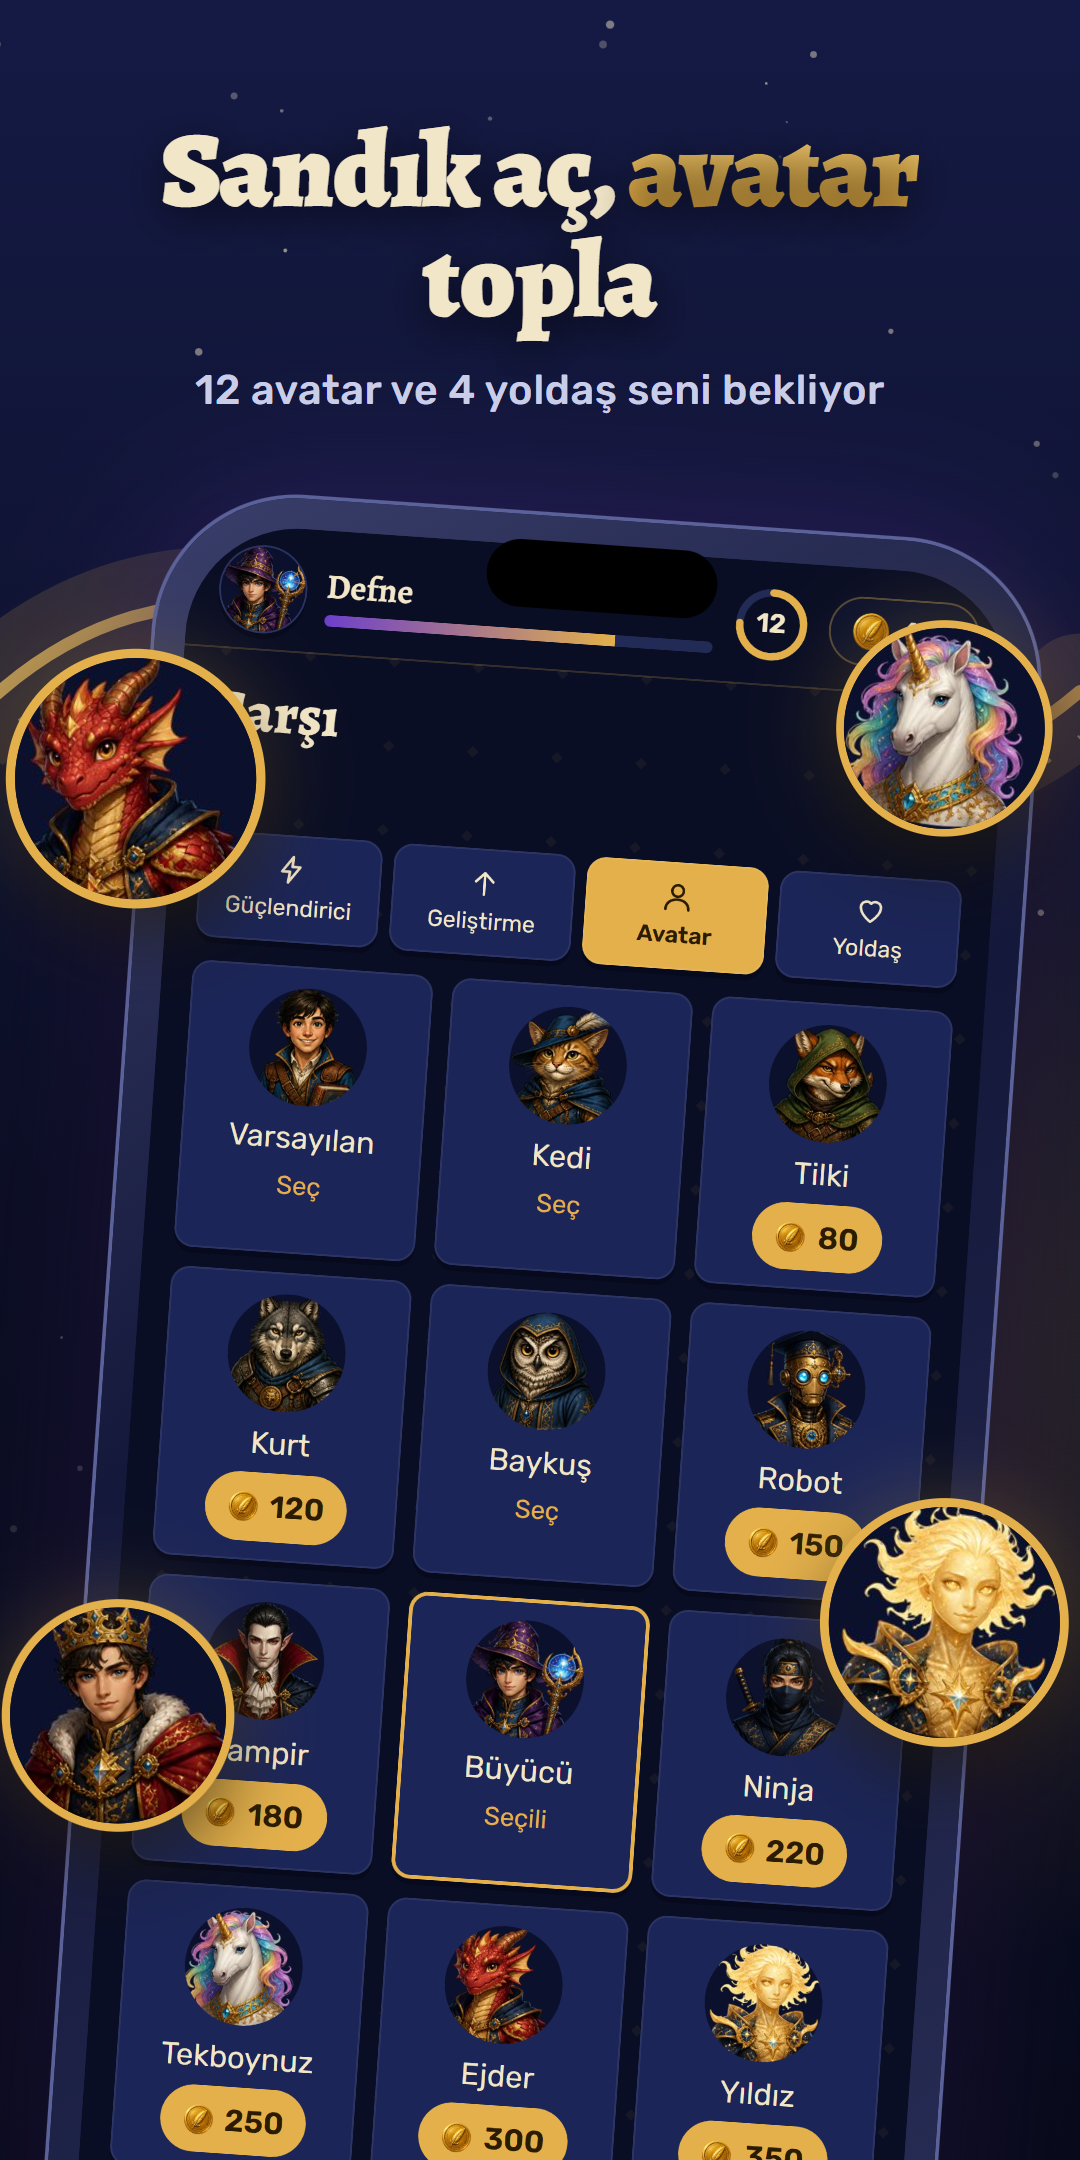 Sandık aç, avatar
topla
12 avatar ve 4 yoldaş seni bekliyor
Defne
12
arşı
Güçlendirici
Geliştirme
Avatar
Yoldaş
Varsayılan
Seç
Kedi
Seç
Tilki
80
Kurt
120
Baykuş
Seç
Robot
150
ampir
180
Büyücü
Seçili
Ninja
220
Tekboynuz
250
Ejder
300
Yıldız
350